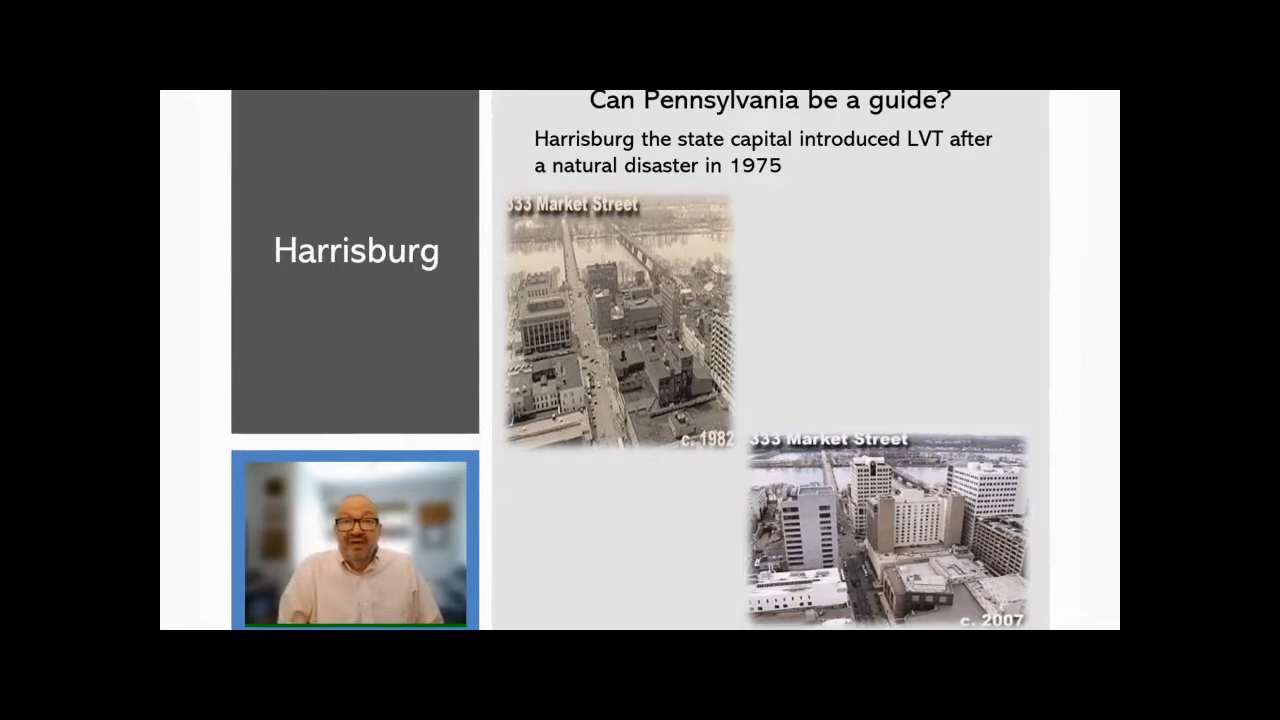 Can Pennsylvania be a guide?
Harrisburg the state capital introduced LVT after
a natural disaster in 1975
Harrisburg
333 Market Street
c. 1982
333 Market Street
c. 2007